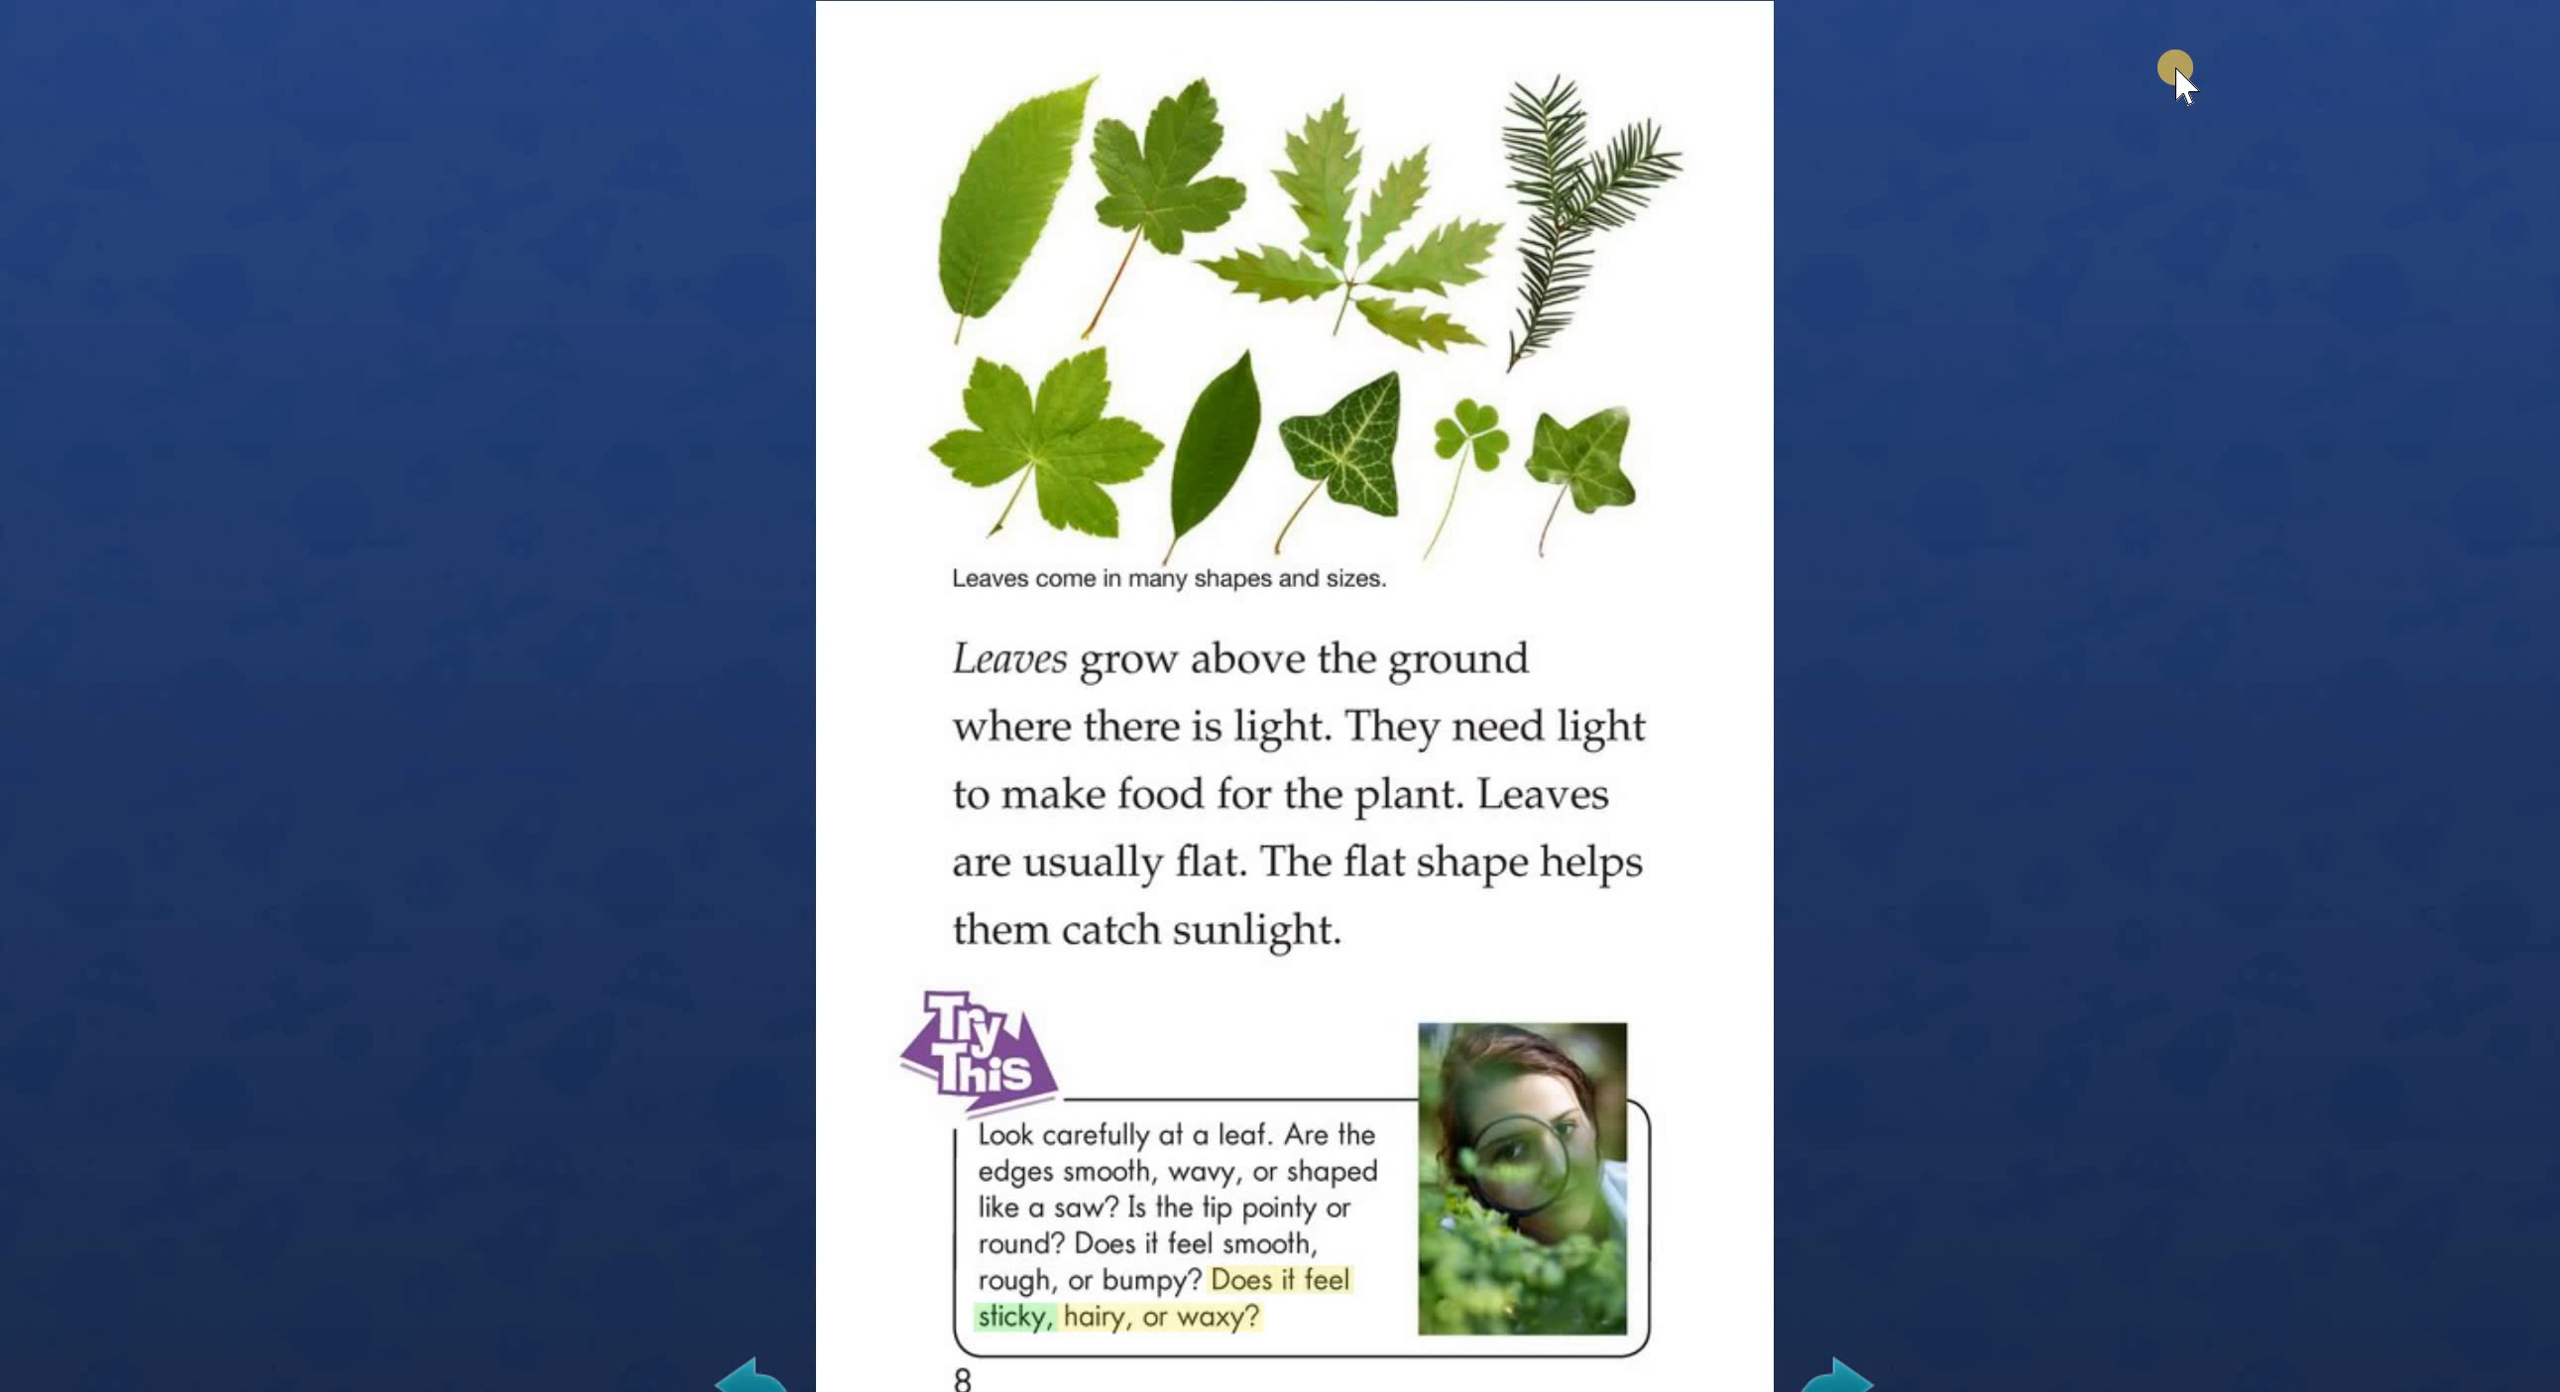 Leaves come in many shapes and sizes.
Leaves grow above the ground
where there is light. They need light
to make food for the plant. Leaves
are usually flat. The flat shape helps
them catch sunlight.
Try
This
Look carefully at a leaf. Are the
edges smooth, wavy, or shaped
like a saw? Is the tip pointy or
round? Does it feel smooth,
rough, or bumpy? Does it feel
sticky, hairy, or waxy?
8